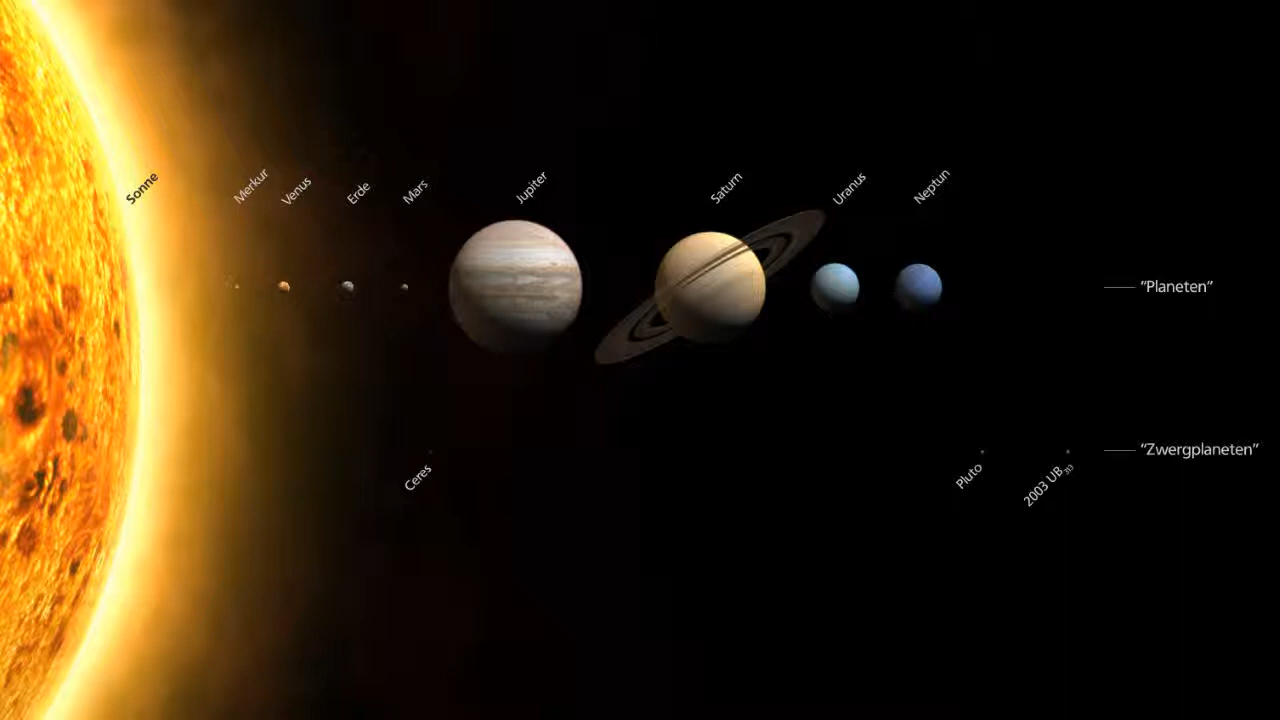 Sonne
Merkur
Venus
Erde
Mars
Jupiter
Saturn
Uranus
Neptun
"Planeten"
Ceres
Pluto
2003 UB₃₁₃
"Zwergplaneten"